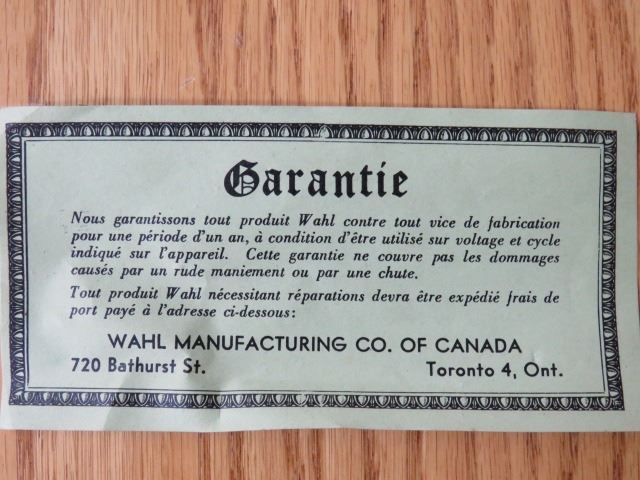 Garantie
Nous garantissons tout produit Wahl contre tout vice de fabrication
pour une période d'un an, à condition d'être utilisé sur voltage et cycle
indiqué sur l'appareil. Cette garantie ne couvre pas les dommages
causés par un rude maniement ou par une chute.
Tout produit Wahl nécessitant réparations devra être expédié frais de
port payé à l'adresse ci-dessous:
WAHL MANUFACTURING CO. OF CANADA
720 Bathurst St. Toronto 4, Ont.